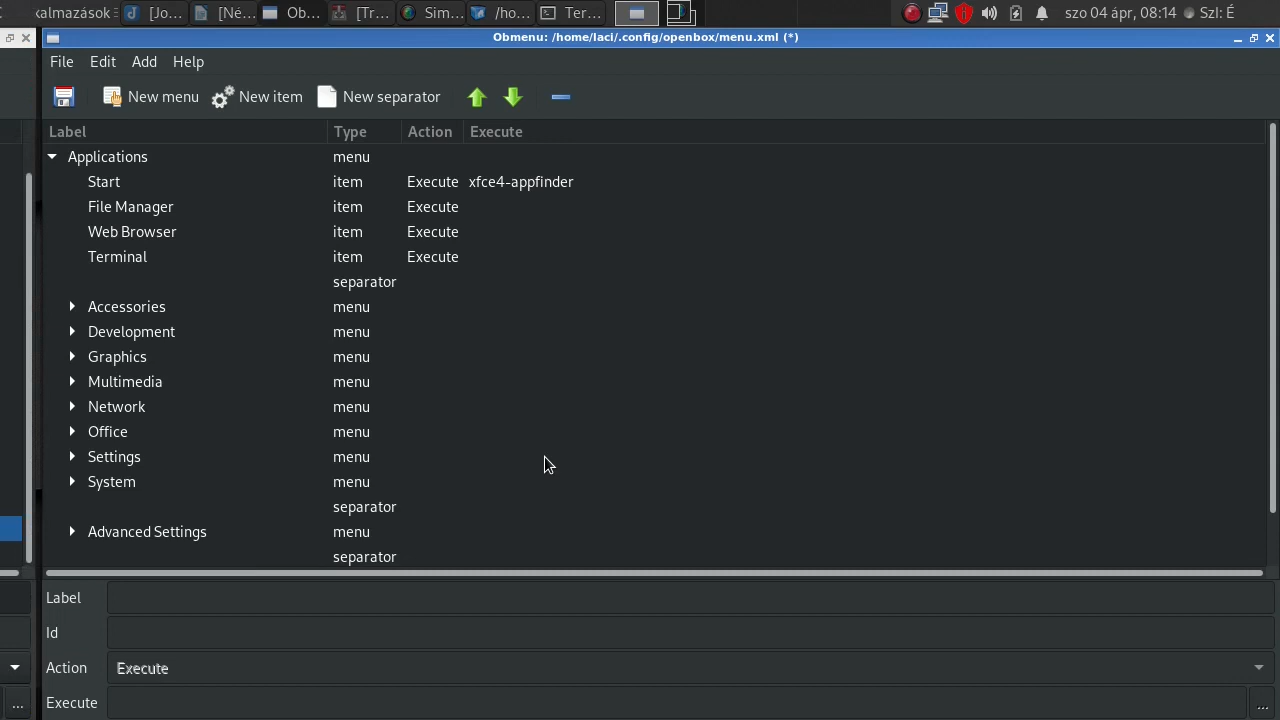 kalmazások [Jo... [Né... Ob... [Tr... Sim... /ho... Ter... szo 04 ápr, 08:14 Szl: É
Obmenu: /home/laci/.config/openbox/menu.xml (*)
File Edit Add Help
New menu New item New separator
Label Type Action Execute
Applications menu
Start item Execute xfce4-appfinder
File Manager item Execute
Web Browser item Execute
Terminal item Execute
separator
Accessories menu
Development menu
Graphics menu
Multimedia menu
Network menu
Office menu
Settings menu
System menu
separator
Advanced Settings menu
separator
Label
Id
Action Execute
... Execute ...